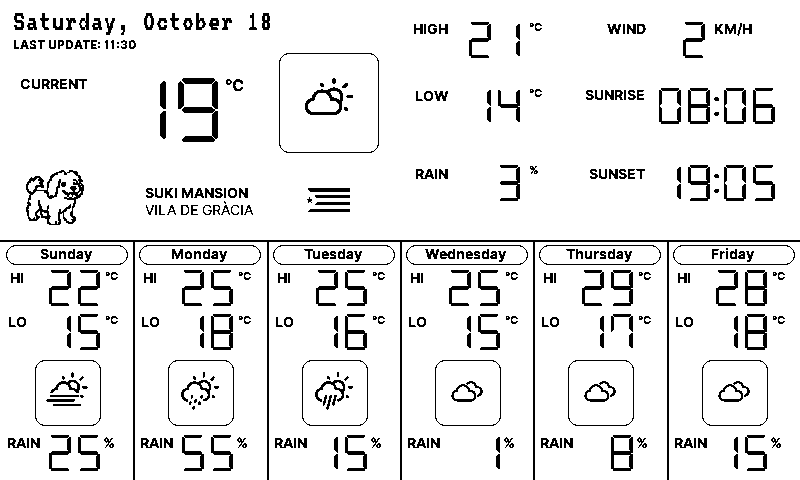 Saturday, October 18
LAST UPDATE: 11:30
CURRENT
19 °C
SUKI MANSION
VILA DE GRÀCIA
HIGH 21 °C
LOW 14 °C
RAIN 3 %
WIND 2 KM/H
SUNRISE 08:06
SUNSET 19:05
Sunday
HI 22 °C
LO 15 °C
RAIN 25 %
Monday
HI 25 °C
LO 18 °C
RAIN 55 %
Tuesday
HI 25 °C
LO 16 °C
RAIN 15 %
Wednesday
HI 25 °C
LO 15 °C
RAIN 1 %
Thursday
HI 29 °C
LO 17 °C
RAIN 8 %
Friday
HI 28 °C
LO 18 °C
RAIN 15 %